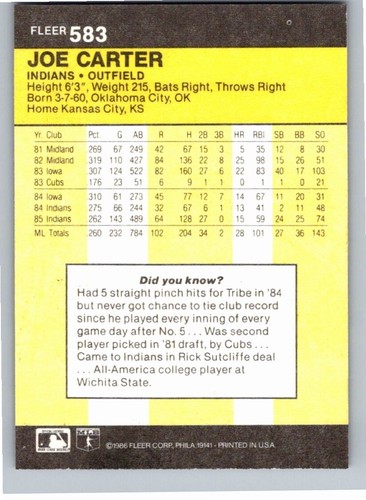 FLEER 583
JOE CARTER
INDIANS • OUTFIELD
Height 6'3", Weight 215, Bats Right, Throws Right
Born 3-7-60, Oklahoma City, OK
Home Kansas City, KS
Yr. Club Pct. G AB R H 2B 3B HR RBI SB BB SO
81 Midland 269 67 249 42 67 15 3 5 35 12 8 30
82 Midland 319 110 427 84 136 22 8 25 98 15 26 51
83 Iowa 307 124 522 82 160 27 6 22 83 40 17 103
83 Cubs 176 23 51 6 9 1 1 0 1 1 0 21
84 Iowa 310 61 273 45 77 12 7 14 67 11 20 31
84 Indians 275 66 244 32 67 6 1 13 41 2 11 48
85 Indians 262 143 489 64 128 27 0 15 59 24 25 74
ML Totals 260 232 784 102 204 34 2 28 101 27 36 143
Did you know?
Had 5 straight pinch hits for Tribe in '84
but never got chance to tie club record
since he played every inning of every
game day after No. 5 ... Was second
player picked in '81 draft, by Cubs ...
Came to Indians in Rick Sutcliffe deal
... All-America college player at
Wichita State.
©1986 FLEER CORP., PHILA. 19141 - PRINTED IN U.S.A.